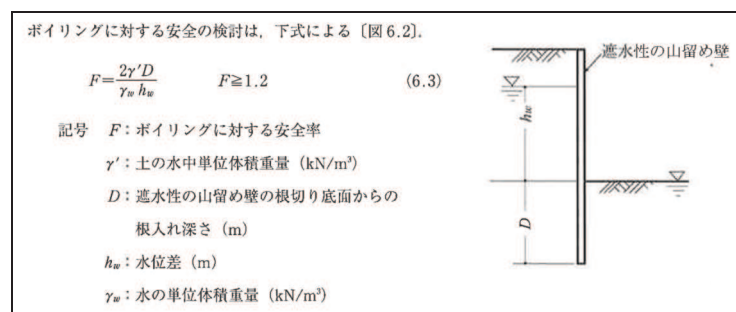 ボイリングに対する安全の検討は，下式による〔図6.2〕．
F=2γ′D/γw hw  F≧1.2  (6.3)
記号 F：ボイリングに対する安全率
γ′：土の水中単位体積重量（kN/m³）
D：遮水性の山留め壁の根切り底面からの
根入れ深さ（m）
hw：水位差（m）
γw：水の単位体積重量（kN/m³）
遮水性の山留め壁
hw
D